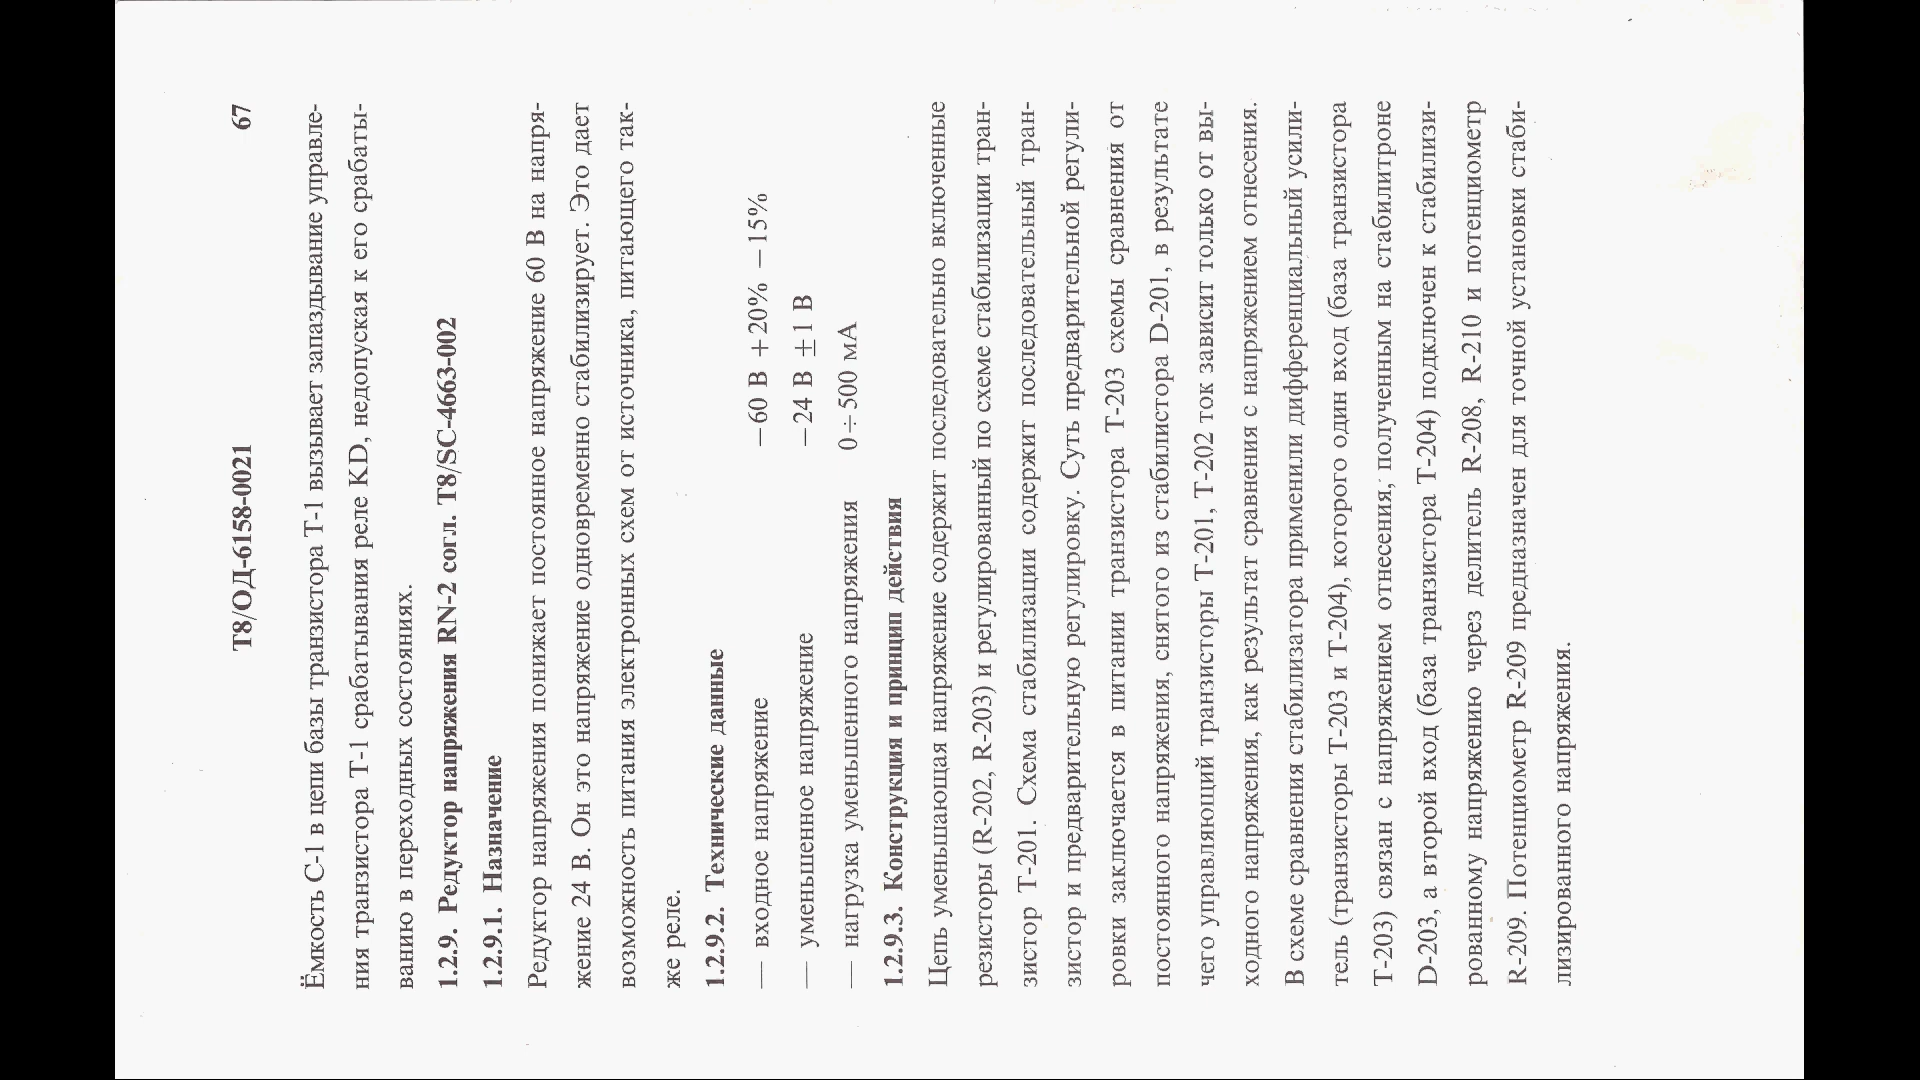 Т8/ОД-6158-0021 67
Ёмкость С-1 в цепи базы транзистора Т-1 вызывает запаздывание управле-
ния транзистора Т-1 срабатывания реле KD, недопуская к его срабаты-
ванию в переходных состояниях.
1.2.9. Редуктор напряжения RN-2 согл. Т8/SC-4663-002
1.2.9.1. Назначение
Редуктор напряжения понижает постоянное напряжение 60 В на напря-
жение 24 В. Он это напряжение одновременно стабилизирует. Это дает
возможность питания электронных схем от источника, питающего так-
же реле.
1.2.9.2. Технические данные
— входное напряжение −60 В +20% −15%
— уменьшенное напряжение −24 В ±1 В
— нагрузка уменьшенного напряжения 0÷500 мА
1.2.9.3. Конструкция и принцип действия
Цепь уменьшающая напряжение содержит последовательно включенные
резисторы (R-202, R-203) и регулированный по схеме стабилизации тран-
зистор Т-201. Схема стабилизации содержит последовательный тран-
зистор и предварительную регулировку. Суть предварительной регули-
ровки заключается в питании транзистора Т-203 схемы сравнения от
постоянного напряжения, снятого из стабилистора D-201, в результате
чего управляющий транзисторы Т-201, Т-202 ток зависит только от вы-
ходного напряжения, как результат сравнения с напряжением отнесения.
В схеме сравнения стабилизатора применили дифференциальный усили-
тель (транзисторы Т-203 и Т-204), которого один вход (база транзистора
Т-203) связан с напряжением отнесения, полученным на стабилитроне
D-203, а второй вход (база транзистора Т-204) подключен к стабилизи-
рованному напряжению через делитель R-208, R-210 и потенциометр
R-209. Потенциометр R-209 предназначен для точной установки стаби-
лизированного напряжения.